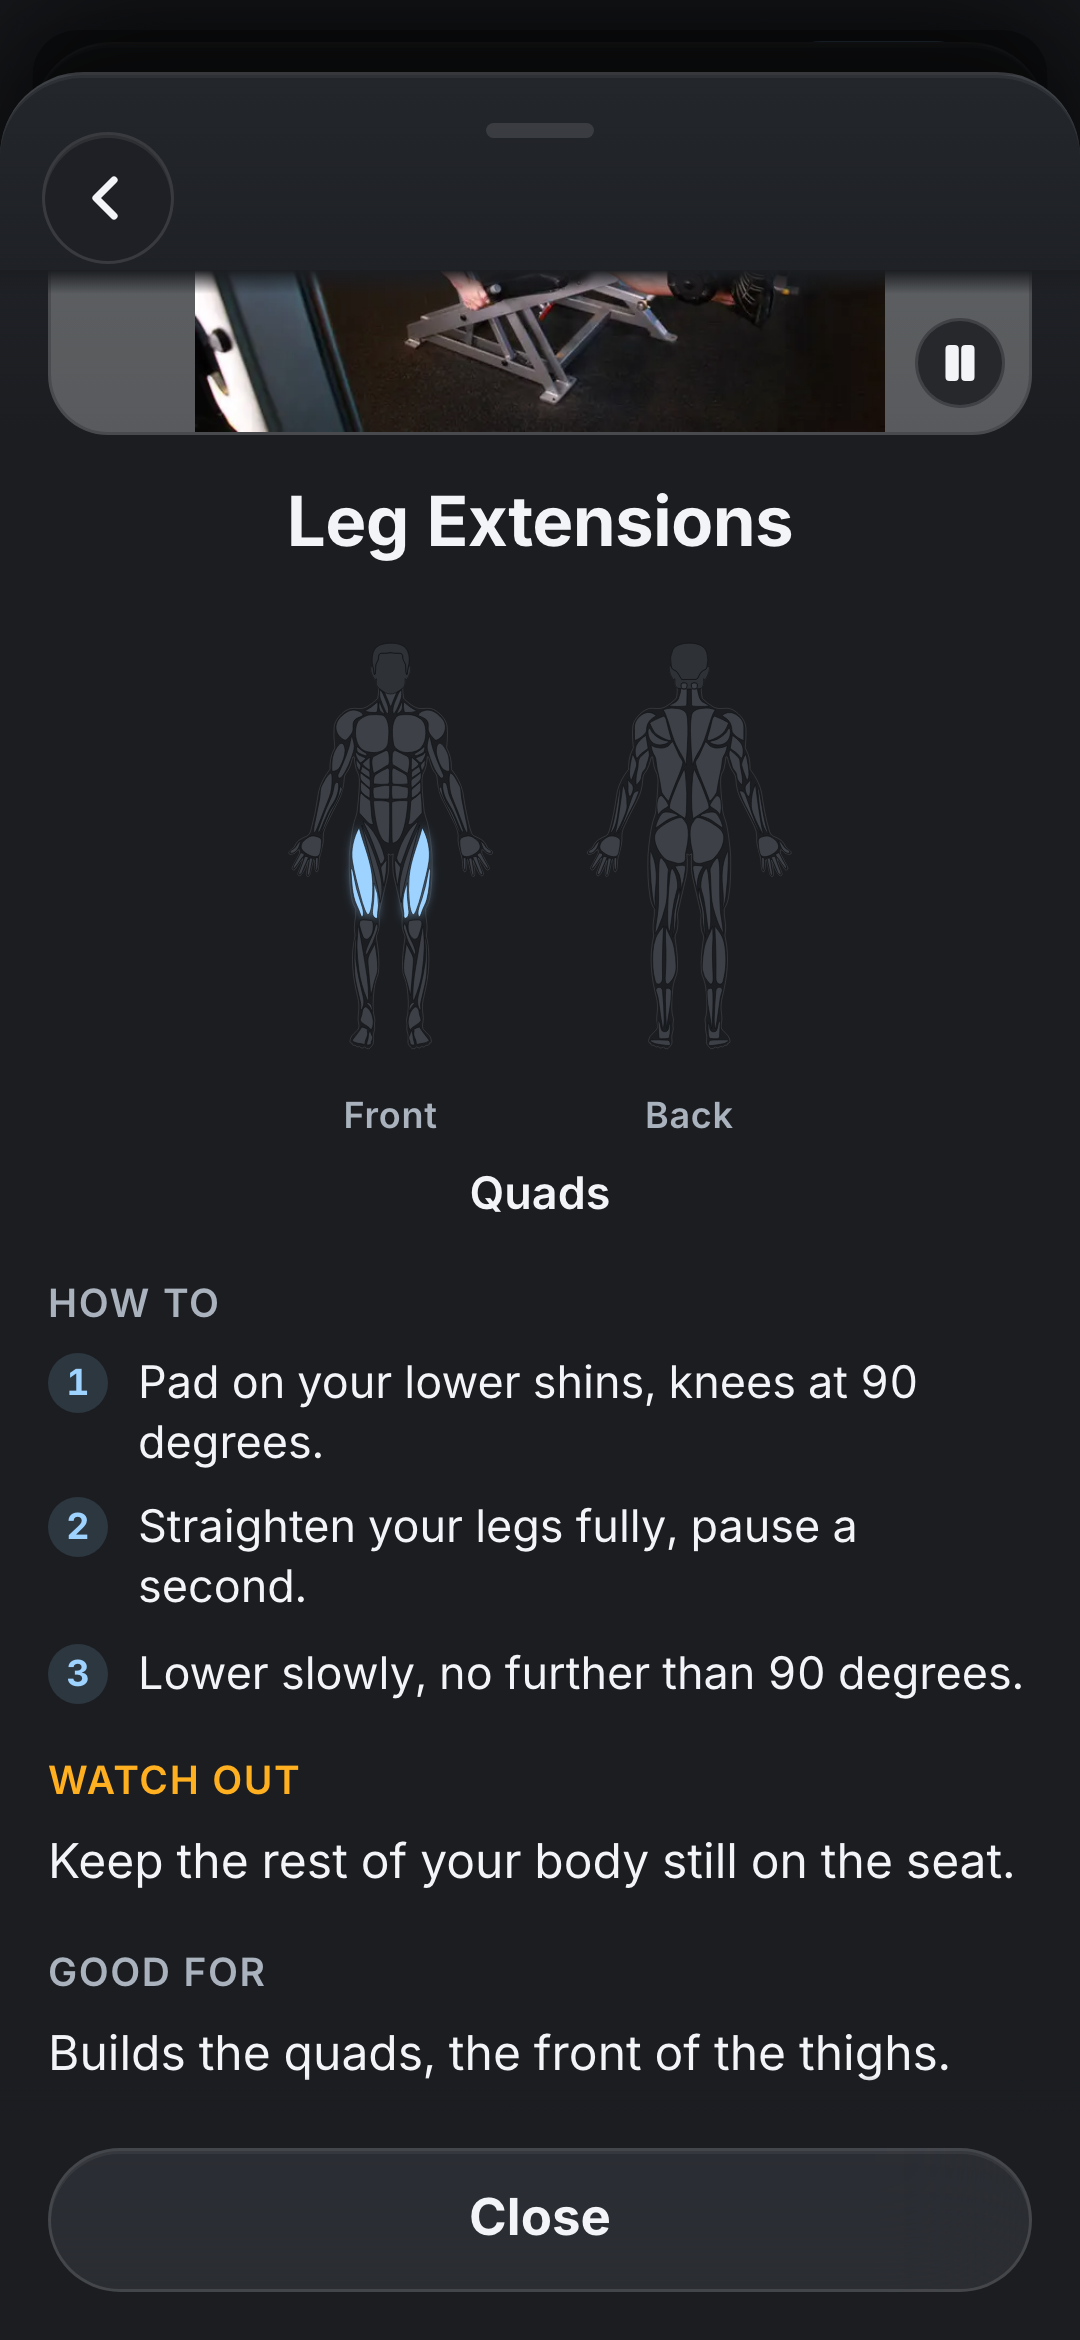 Leg Extensions
Front
Back
Quads
HOW TO
1 Pad on your lower shins, knees at 90
degrees.
2 Straighten your legs fully, pause a
second.
3 Lower slowly, no further than 90 degrees.
WATCH OUT
Keep the rest of your body still on the seat.
GOOD FOR
Builds the quads, the front of the thighs.
Close